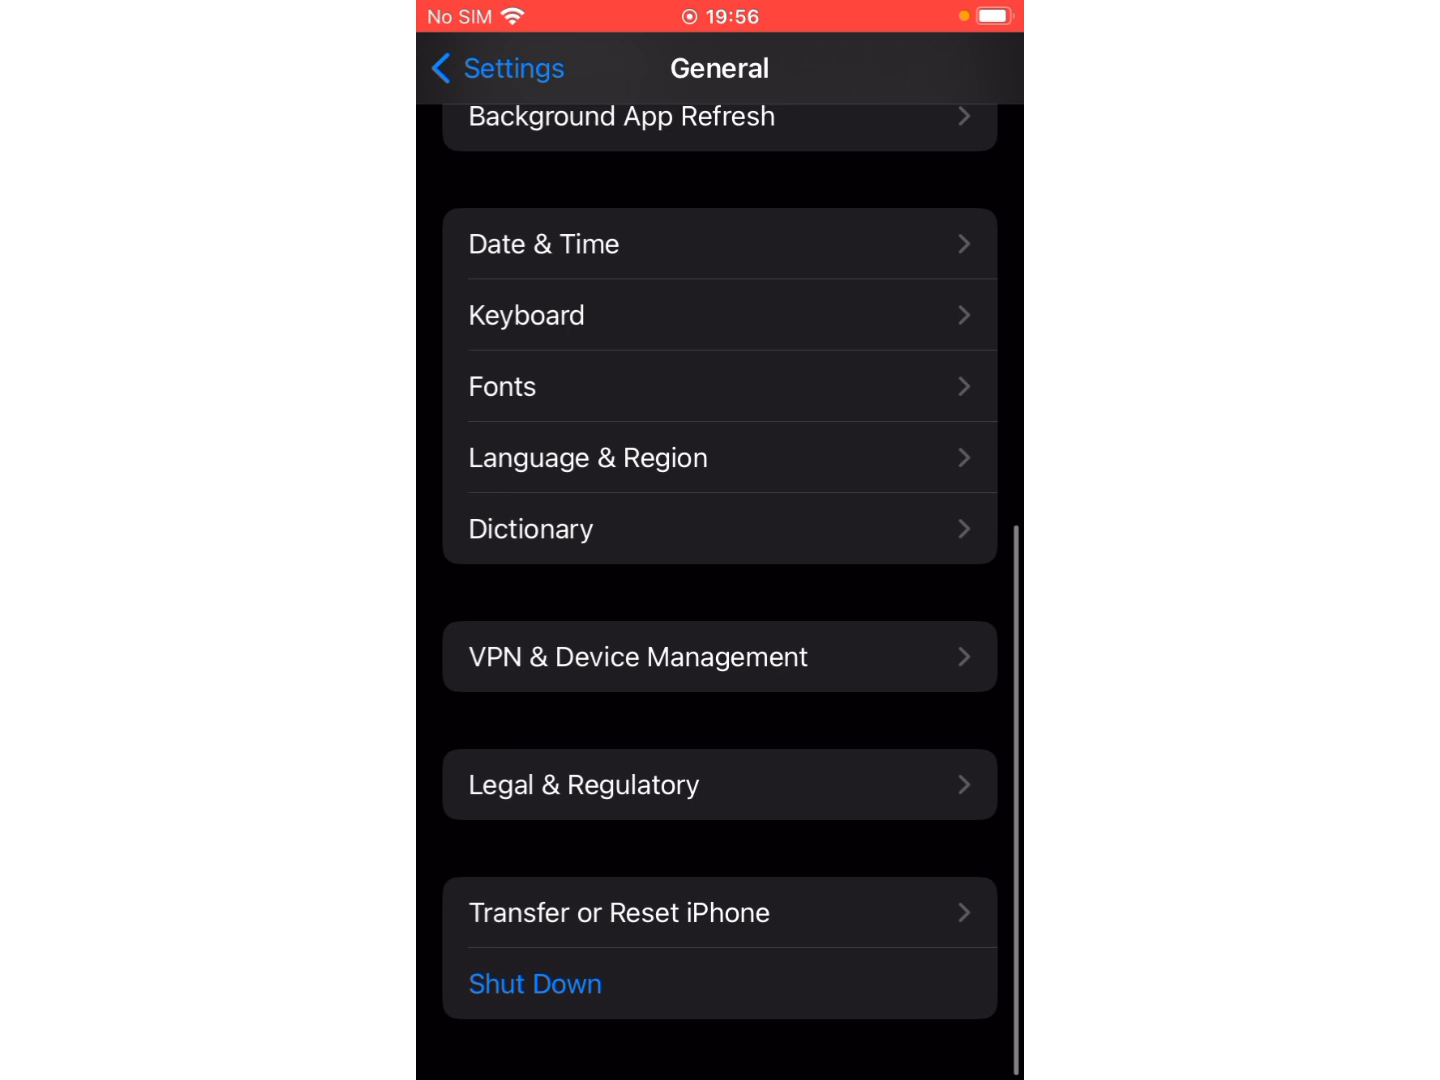 No SIM 19:56
Settings General
Background App Refresh
Date & Time
Keyboard
Fonts
Language & Region
Dictionary
VPN & Device Management
Legal & Regulatory
Transfer or Reset iPhone
Shut Down